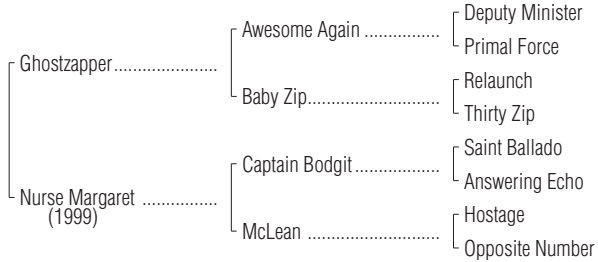 Deputy Minister
Awesome Again ..................
Primal Force
Ghostzapper.....................
Relaunch
Baby Zip...........................
Thirty Zip
Saint Ballado
Captain Bodgit .................
Answering Echo
Nurse Margaret ...............
(1999)
Hostage
McLean ..........................
Opposite Number